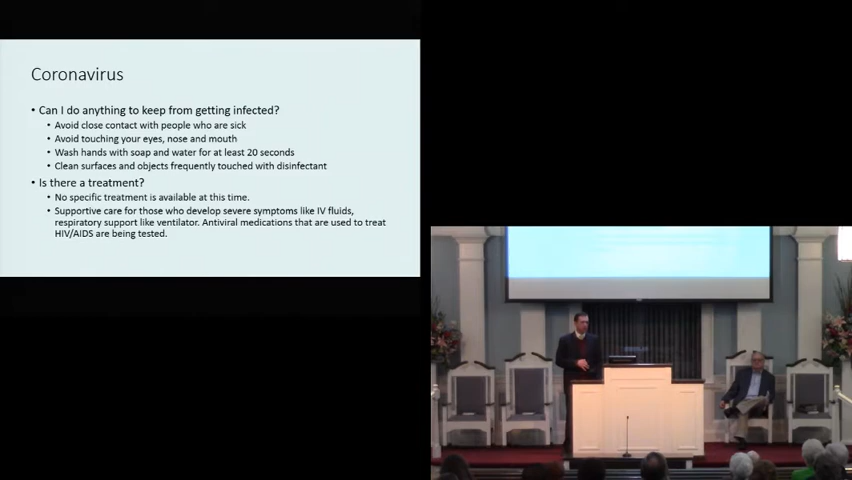 Coronavirus
• Can I do anything to keep from getting infected?
• Avoid close contact with people who are sick
• Avoid touching your eyes, nose and mouth
• Wash hands with soap and water for at least 20 seconds
• Clean surfaces and objects frequently touched with disinfectant
• Is there a treatment?
• No specific treatment is available at this time.
• Supportive care for those who develop severe symptoms like IV fluids,
respiratory support like ventilator. Antiviral medications that are used to treat
HIV/AIDS are being tested.